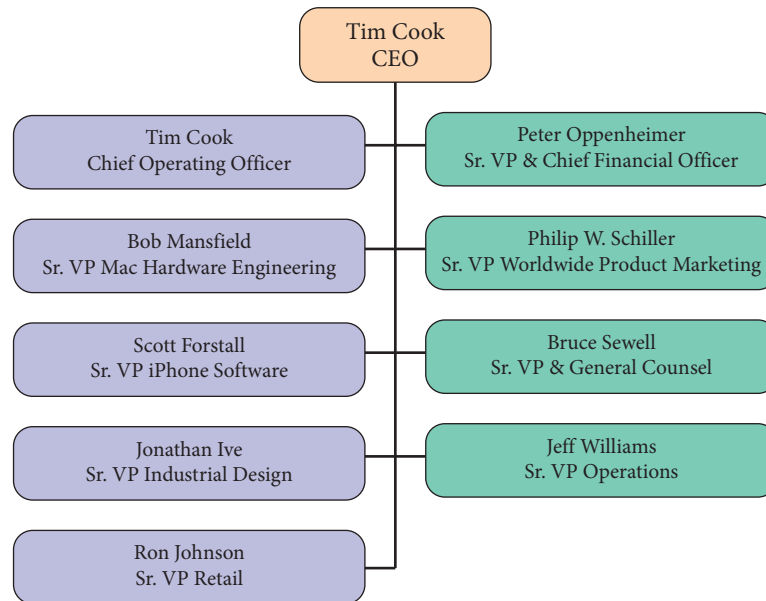 Tim Cook
CEO
Tim Cook
Chief Operating Officer
Peter Oppenheimer
Sr. VP & Chief Financial Officer
Bob Mansfield
Sr. VP Mac Hardware Engineering
Philip W. Schiller
Sr. VP Worldwide Product Marketing
Scott Forstall
Sr. VP iPhone Software
Bruce Sewell
Sr. VP & General Counsel
Jonathan Ive
Sr. VP Industrial Design
Jeff Williams
Sr. VP Operations
Ron Johnson
Sr. VP Retail